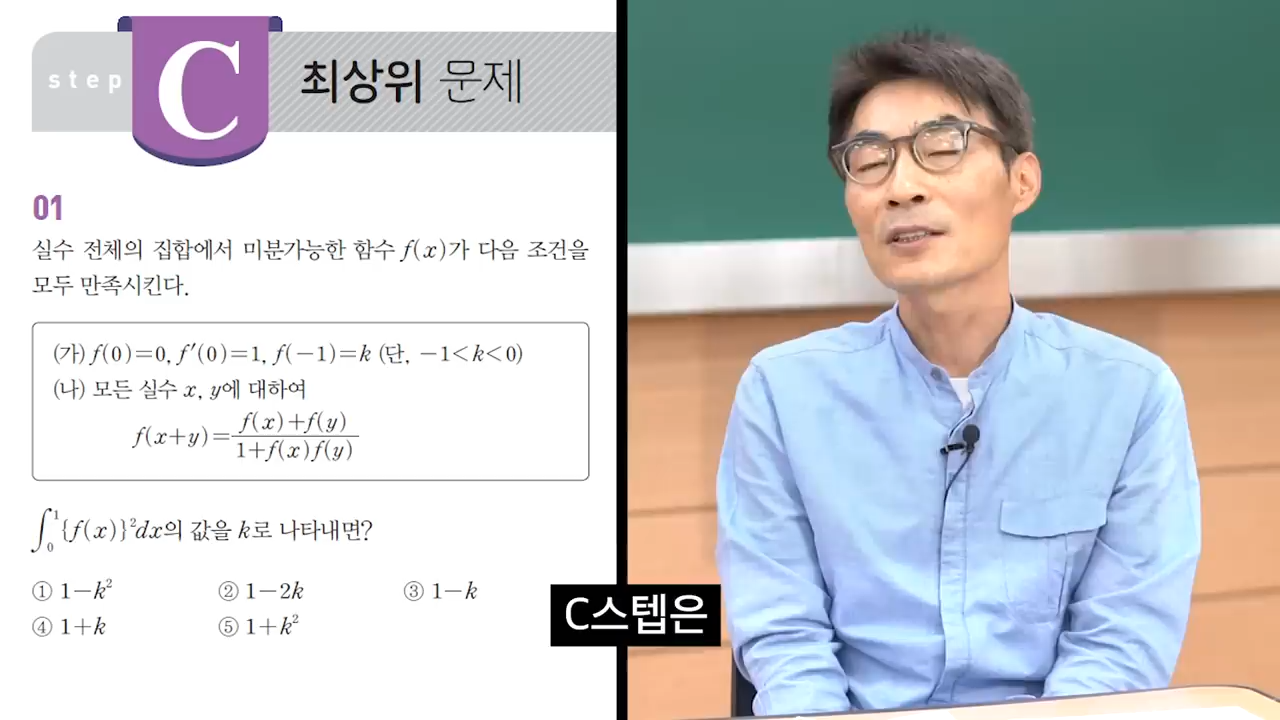 step C 최상위 문제
01
실수 전체의 집합에서 미분가능한 함수 f(x)가 다음 조건을
모두 만족시킨다.
(가) f(0)=0, f′(0)=1, f(−1)=k (단, −1<k<0)
(나) 모든 실수 x, y에 대하여
f(x+y)=\frac{f(x)+f(y)}{1+f(x)f(y)}
∫₀¹{f(x)}²dx의 값을 k로 나타내면?
① 1−k² ② 1−2k ③ 1−k
④ 1+k ⑤ 1+k²
C스텝은